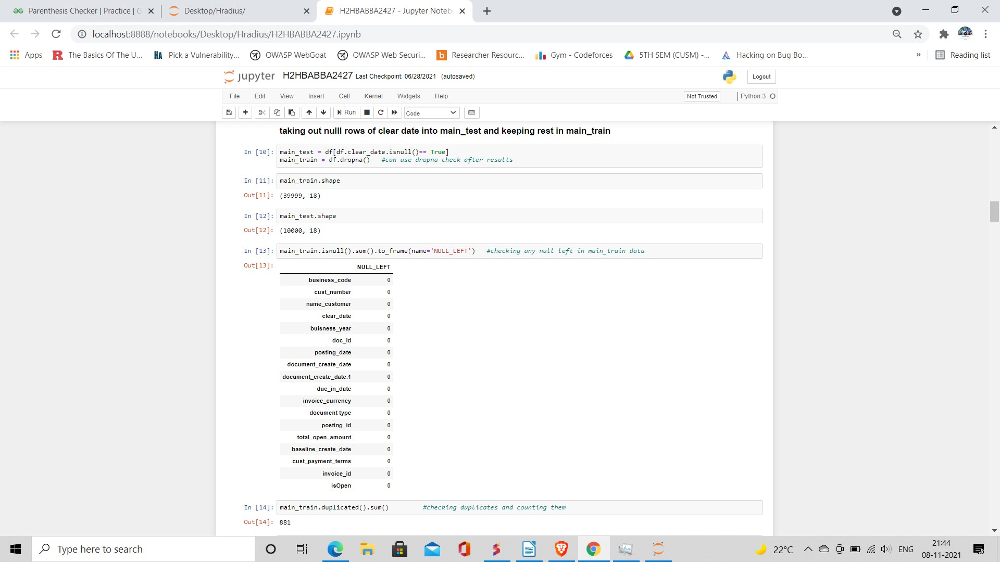 Parenthesis Checker | Practice | G
Desktop/Hradius/
H2HBABBA2427 - Jupyter Noteb
localhost:8888/notebooks/Desktop/Hradius/H2HBABBA2427.ipynb
Apps
R The Basics Of The U...
HA Pick a Vulnerability...
OWASP WebGoat
OWASP Web Securi...
b Researcher Resourc...
Gym - Codeforces
5TH SEM (CUSM) -...
Hacking on Bug Bo...
»
Reading list
jupyter H2HBABBA2427 Last Checkpoint: 06/28/2021 (autosaved)
Logout
File Edit View Insert Cell Kernel Widgets Help
Not Trusted
Python 3
Run
Code
taking out nulll rows of clear date into main_test and keeping rest in main_train
In [10]: main_test = df[df.clear_date.isnull()== True]
main_train = df.dropna() #can use dropna check after results
In [11]: main_train.shape
Out[11]: (39999, 18)
In [12]: main_test.shape
Out[12]: (10000, 18)
In [13]: main_train.isnull().sum().to_frame(name='NULL_LEFT') #checking any null left in main_train data
Out[13]:
NULL_LEFT
business_code 0
cust_number 0
name_customer 0
clear_date 0
buisness_year 0
doc_id 0
posting_date 0
document_create_date 0
document_create_date.1 0
due_in_date 0
invoice_currency 0
document type 0
posting_id 0
total_open_amount 0
baseline_create_date 0
cust_payment_terms 0
invoice_id 0
isOpen 0
In [14]: main_train.duplicated().sum() #checking duplicates and counting them
Out[14]: 881
Type here to search
22°C
ENG
21:44
08-11-2021